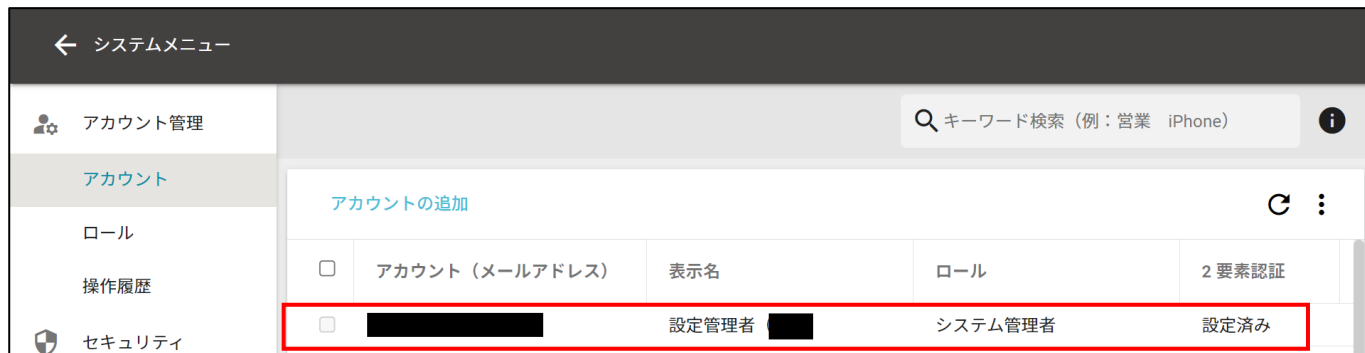 システムメニュー
アカウント管理
キーワード検索（例：営業　iPhone）
アカウント
アカウントの追加
ロール
アカウント（メールアドレス） 表示名 ロール 2 要素認証
操作履歴
設定管理者（ システム管理者 設定済み
セキュリティ